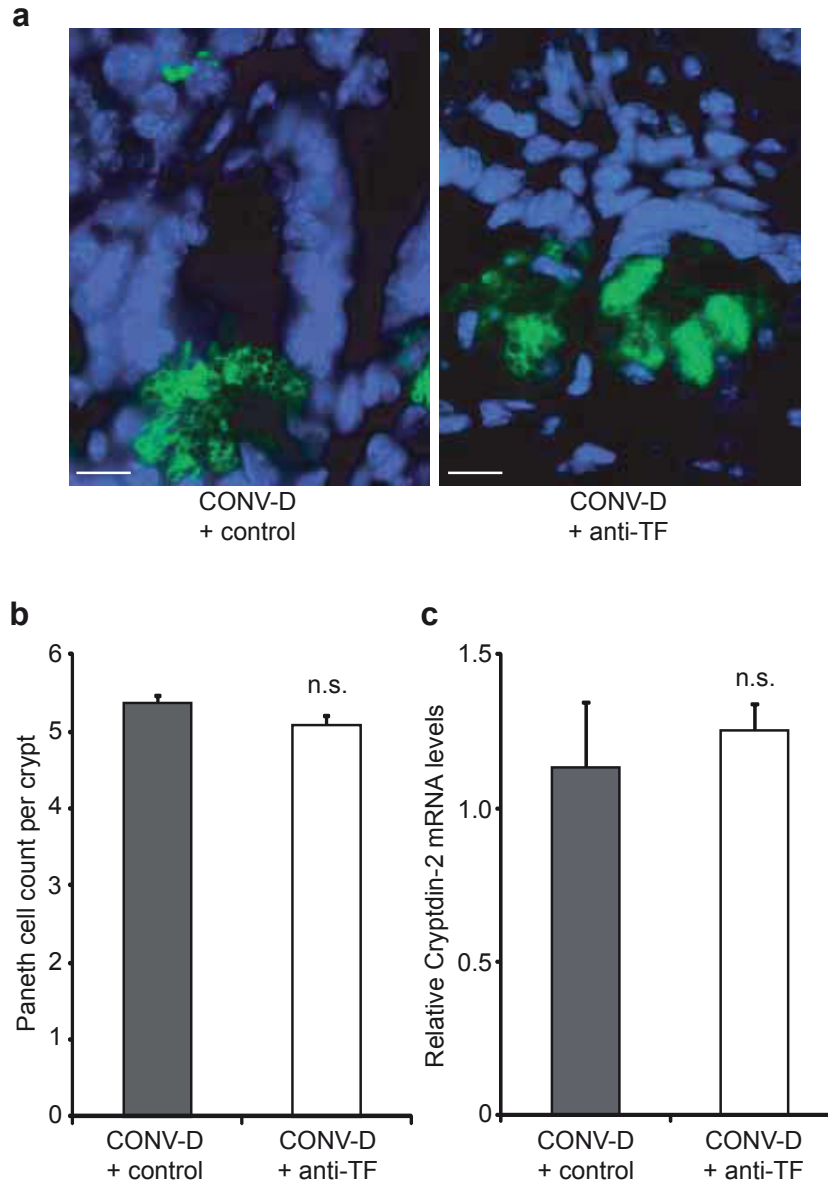 a
CONV-D
+ control
CONV-D
+ anti-TF
b
Paneth cell count per crypt
6
5
4
3
2
1
0
n.s.
CONV-D
+ control
CONV-D
+ anti-TF
c
Relative Cryptdin-2 mRNA levels
1.5
1.0
0.5
0
n.s.
CONV-D
+ control
CONV-D
+ anti-TF